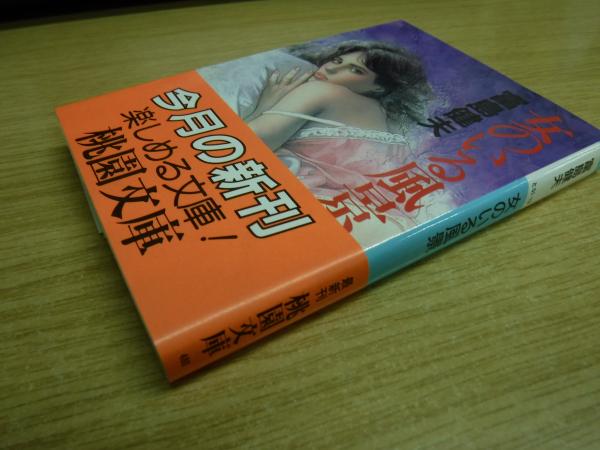 女のいる風景
富島健夫
今月の新刊
楽しめる文庫!
桃園文庫
富島健夫
女のいる風景
最新刊
桃園文庫